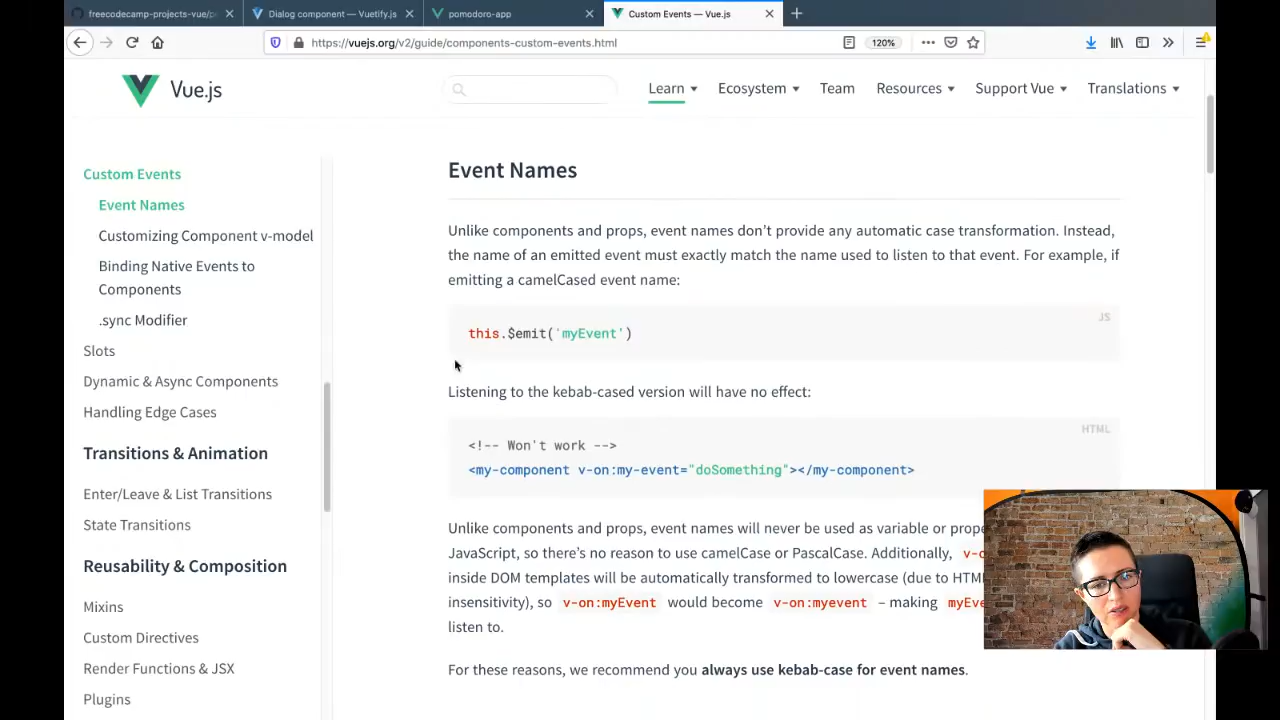 freecodecamp-projects-vue/p
Dialog component — Vuetify.js
pomodoro-app
Custom Events — Vue.js
https://vuejs.org/v2/guide/components-custom-events.html
120%
Vue.js
Learn
Ecosystem
Team
Resources
Support Vue
Translations
Custom Events
Event Names
Customizing Component v-model
Binding Native Events to
Components
.sync Modifier
Slots
Dynamic & Async Components
Handling Edge Cases
Transitions & Animation
Enter/Leave & List Transitions
State Transitions
Reusability & Composition
Mixins
Custom Directives
Render Functions & JSX
Plugins
Event Names
Unlike components and props, event names don’t provide any automatic case transformation. Instead,
the name of an emitted event must exactly match the name used to listen to that event. For example, if
emitting a camelCased event name:
JS
this.$emit('myEvent')
Listening to the kebab-cased version will have no effect:
HTML
<!-- Won't work -->
<my-component v-on:my-event="doSomething"></my-component>
Unlike components and props, event names will never be used as variable or prope
JavaScript, so there’s no reason to use camelCase or PascalCase. Additionally, v-o
inside DOM templates will be automatically transformed to lowercase (due to HTM
insensitivity), so v-on:myEvent would become v-on:myevent – making myEv
listen to.
For these reasons, we recommend you always use kebab-case for event names.